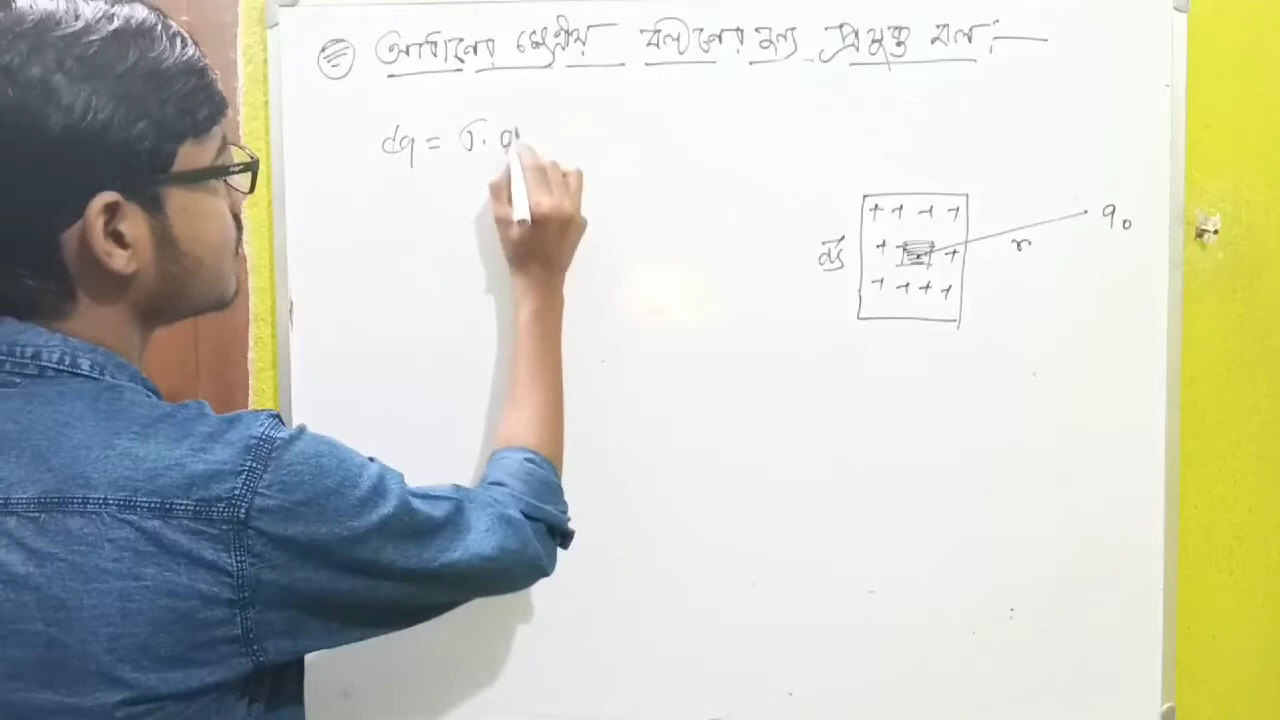 আধানের ক্ষেত্রীয় বন্টনের জন্য প্রযুক্ত বল :—
dq = σ. d
+ + + +
q₀
ds + +
r
+ + + +